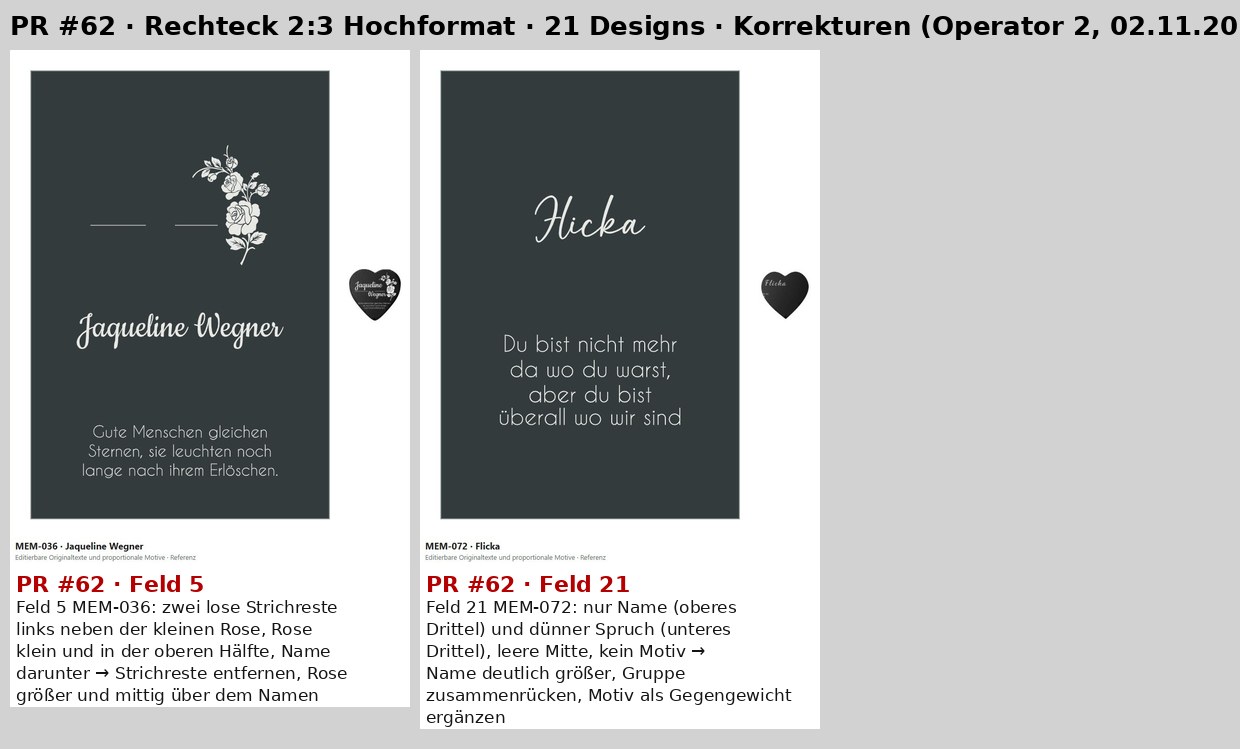 PR #62 · Rechteck 2:3 Hochformat · 21 Designs · Korrekturen (Operator 2, 02.11.20
Jaqueline Wegner
Gute Menschen gleichen
Sternen, sie leuchten noch
lange nach ihrem Erlöschen.
Jaqueline
Wegner
MEM-036 · Jaqueline Wegner
Editierbare Originaltexte und proportionale Motive · Referenz
PR #62 · Feld 5
Feld 5 MEM-036: zwei lose Strichreste
links neben der kleinen Rose, Rose
klein und in der oberen Hälfte, Name
darunter → Strichreste entfernen, Rose
größer und mittig über dem Namen
Flicka
Du bist nicht mehr
da wo du warst,
aber du bist
überall wo wir sind
Flicka
MEM-072 · Flicka
Editierbare Originaltexte und proportionale Motive · Referenz
PR #62 · Feld 21
Feld 21 MEM-072: nur Name (oberes
Drittel) und dünner Spruch (unteres
Drittel), leere Mitte, kein Motiv →
Name deutlich größer, Gruppe
zusammenrücken, Motiv als Gegengewicht
ergänzen